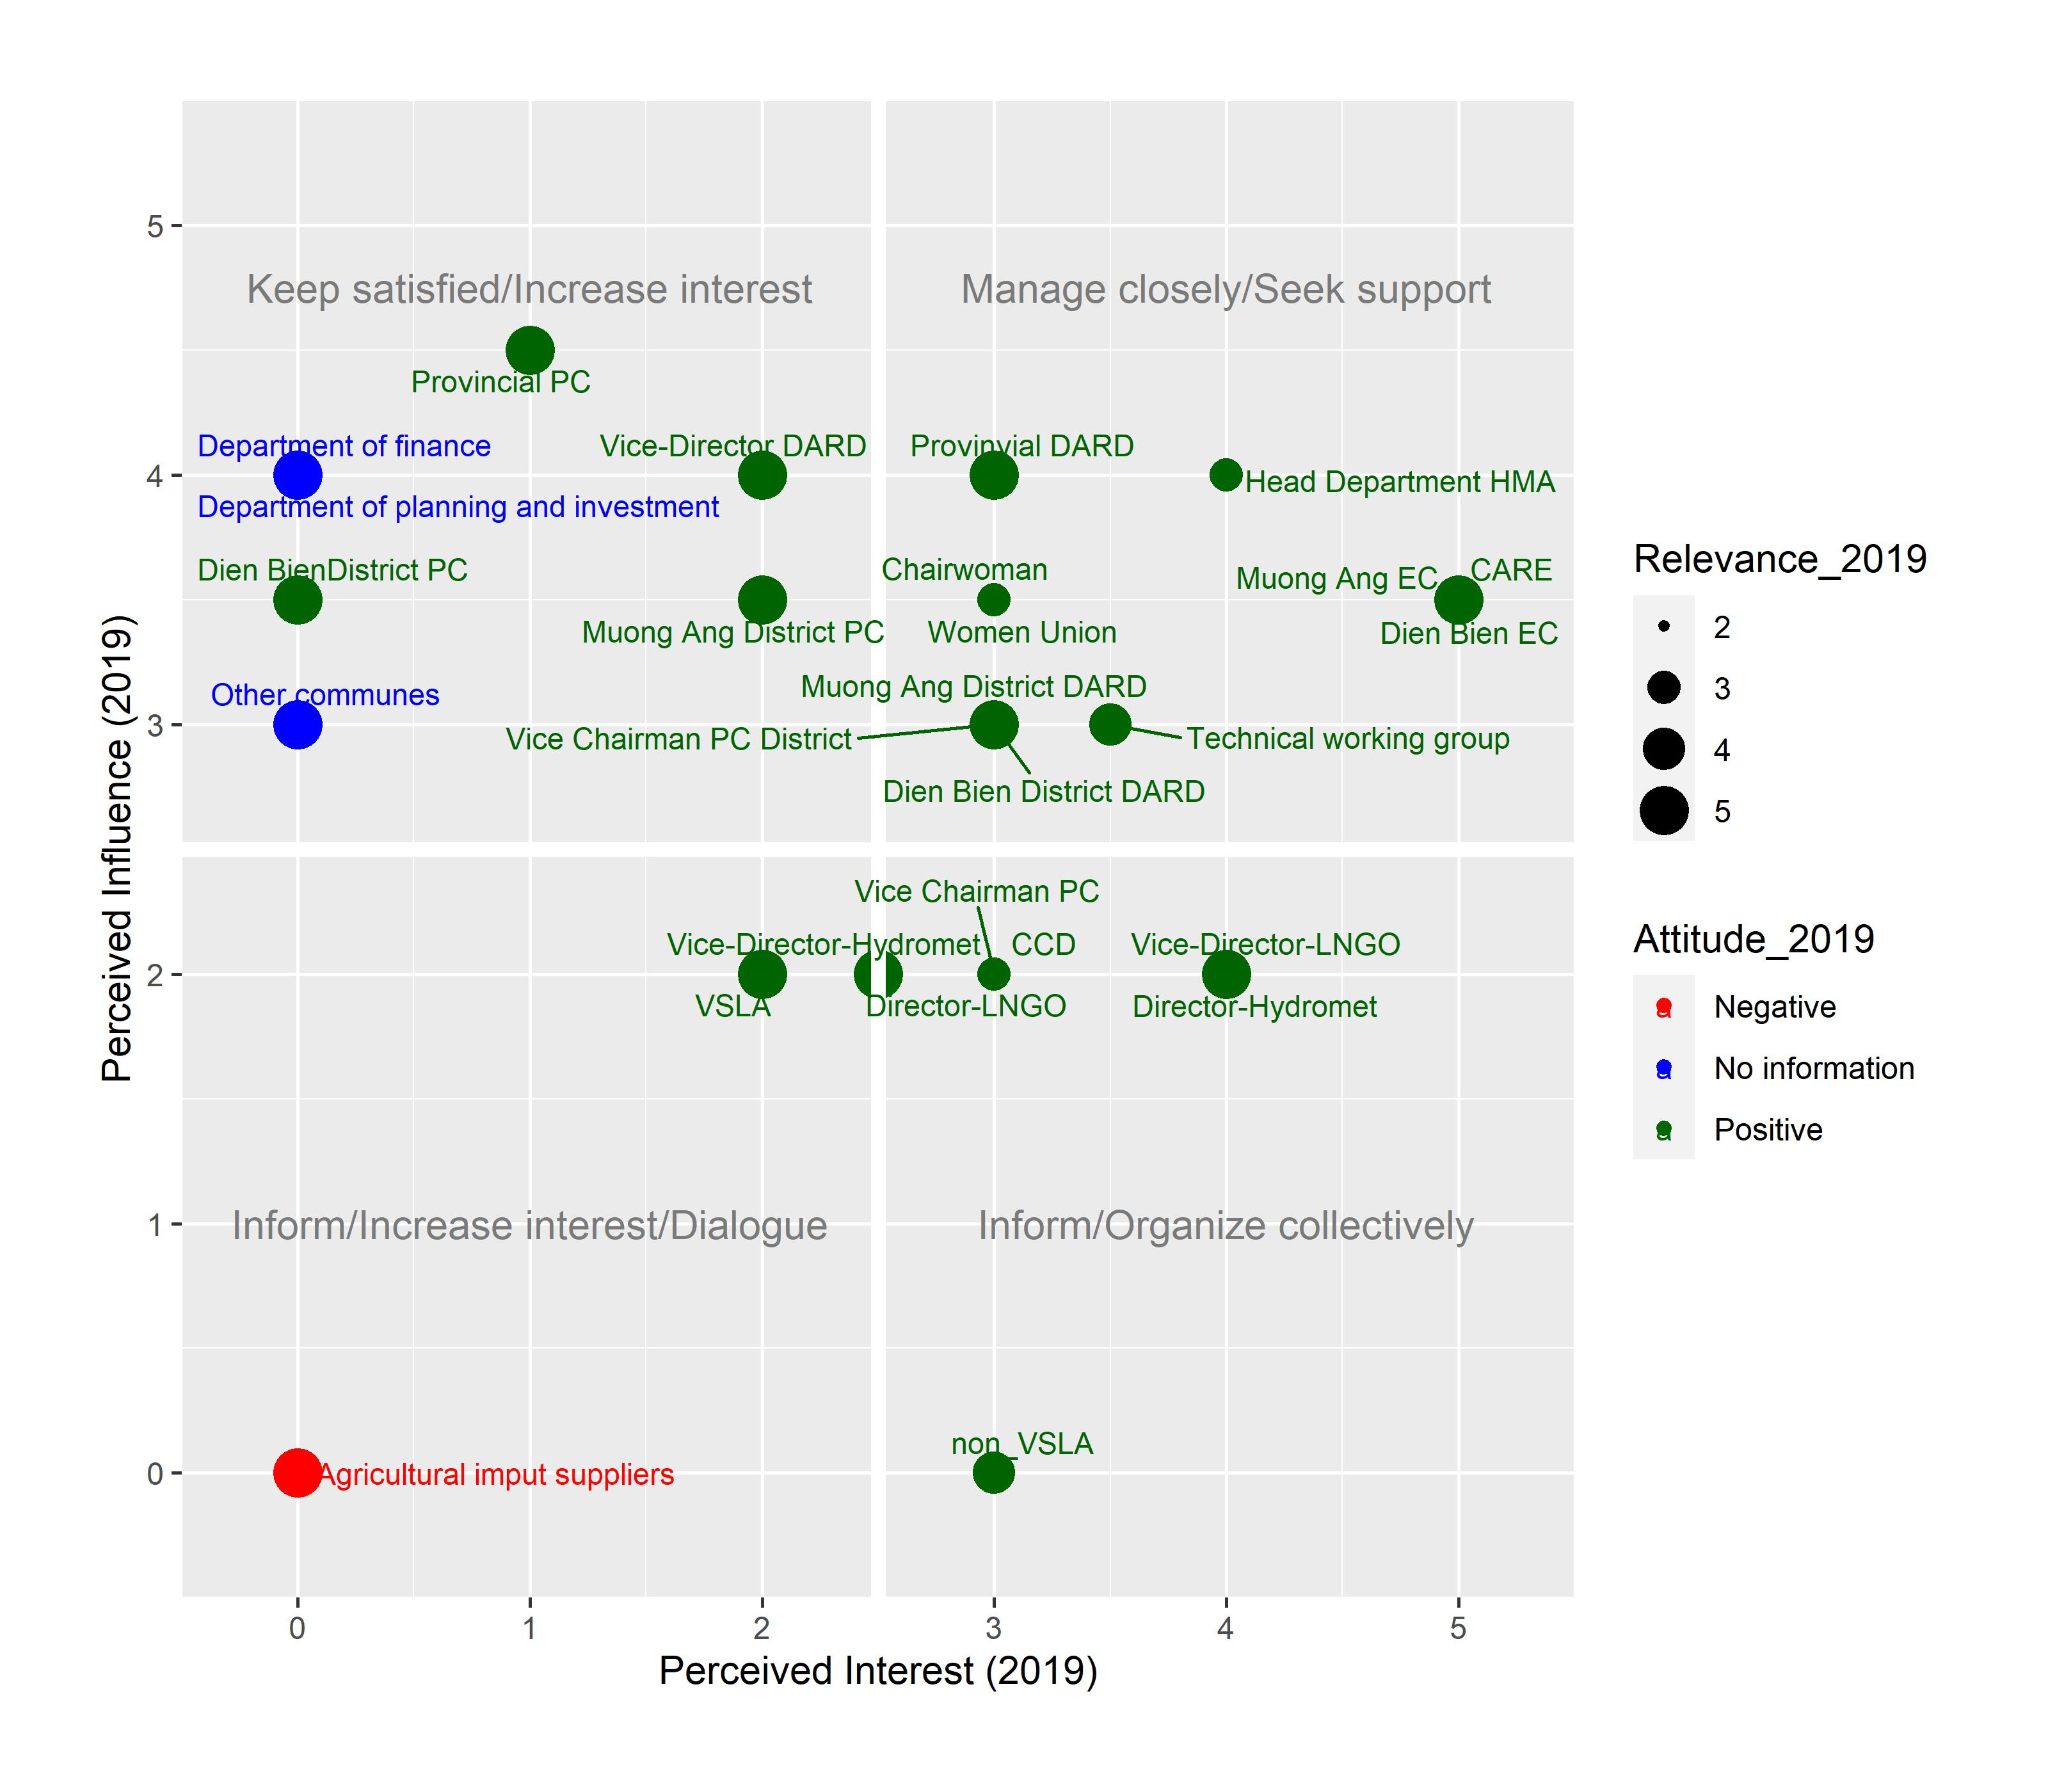 5
Keep satisfied/Increase interest
Manage closely/Seek support
Provincial PC
Department of finance
Vice-Director DARD
Provinvial DARD
4
Head Department HMA
Department of planning and investment
Dien BienDistrict PC
Chairwoman
Muong Ang EC
CARE
Muong Ang District PC
Women Union
Dien Bien EC
Other communes
Muong Ang District DARD
3
Vice Chairman PC District
Technical working group
Dien Bien District DARD
Vice Chairman PC
Vice-Director-Hydromet
CCD
Vice-Director-LNGO
2
VSLA
Director-LNGO
Director-Hydromet
1
Inform/Increase interest/Dialogue
Inform/Organize collectively
non_VSLA
0
Agricultural imput suppliers
0
1
2
3
4
5
Perceived Interest (2019)
Perceived Influence (2019)
Relevance_2019
2
3
4
5
Attitude_2019
a Negative
a No information
a Positive